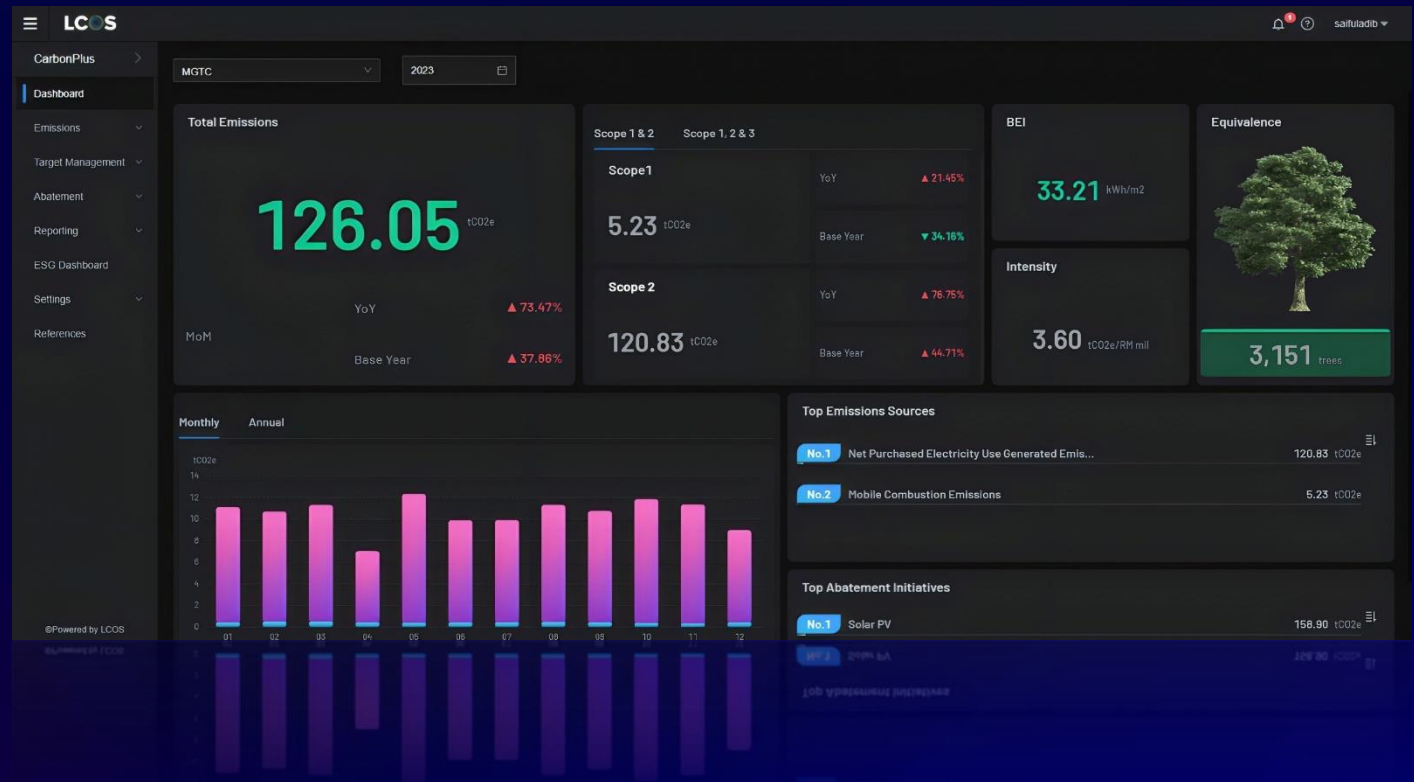 LCOS
1
saifuladib
CarbonPlus
Dashboard
Emissions
Target Management
Abatement
Reporting
ESG Dashboard
Settings
References
©Powered by LCOS
MGTC
2023
Total Emissions
126.05 tCO2e
YoY ▲ 73.47%
MoM
Base Year ▲ 37.86%
Scope 1 & 2 Scope 1, 2 & 3
Scope1
5.23 tCO2e
YoY ▲ 21.45%
Base Year ▼ 34.16%
Scope 2
120.83 tCO2e
YoY ▲ 76.75%
Base Year ▲ 44.71%
BEI
33.21 kWh/m2
Intensity
3.60 tCO2e/RM mil
Equivalence
3,151 trees
Monthly Annual
tCO2e
14
12
10
8
6
4
2
0
01 02 03 04 05 06 07 08 09 10 11 12
Top Emissions Sources
No.1 Net Purchased Electricity Use Generated Emis... 120.83 tCO2e
No.2 Mobile Combustion Emissions 5.23 tCO2e
Top Abatement Initiatives
No.1 Solar PV 156.90 tCO2e